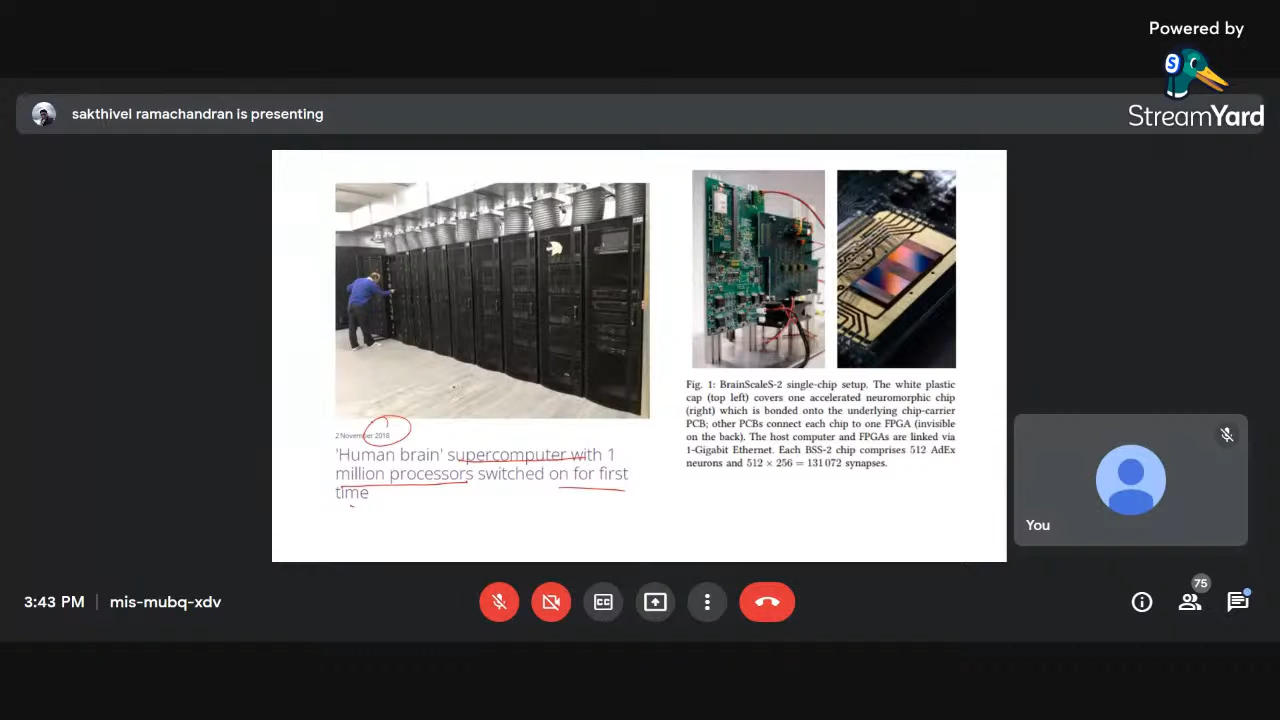 Powered by
StreamYard
sakthivel ramachandran is presenting
2 November 2018
'Human brain' supercomputer with 1
million processors switched on for first
time
Fig. 1: BrainScaleS-2 single-chip setup. The white plastic
cap (top left) covers one accelerated neuromorphic chip
(right) which is bonded onto the underlying chip-carrier
PCB; other PCBs connect each chip to one FPGA (invisible
on the back). The host computer and FPGAs are linked via
1-Gigabit Ethernet. Each BSS-2 chip comprises 512 AdEx
neurons and 512 × 256 = 131 072 synapses.
You
3:43 PM | mis-mubq-xdv
CC
75